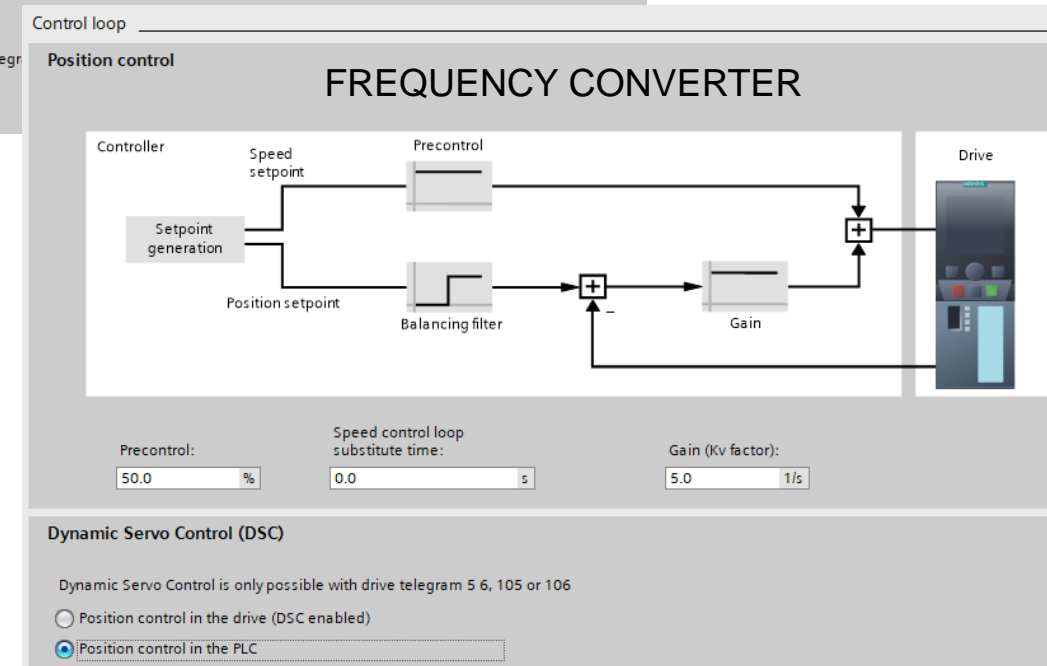 Control loop
egr
Position control
FREQUENCY CONVERTER
Controller
Speed
setpoint
Precontrol
Drive
SIEMENS
Setpoint
generation
Position setpoint
Balancing filter
Gain
Precontrol:
50.0 %
Speed control loop
substitute time:
0.0 s
Gain (Kv factor):
5.0 1/s
Dynamic Servo Control (DSC)
Dynamic Servo Control is only possible with drive telegram 5 6, 105 or 106
Position control in the drive (DSC enabled)
Position control in the PLC